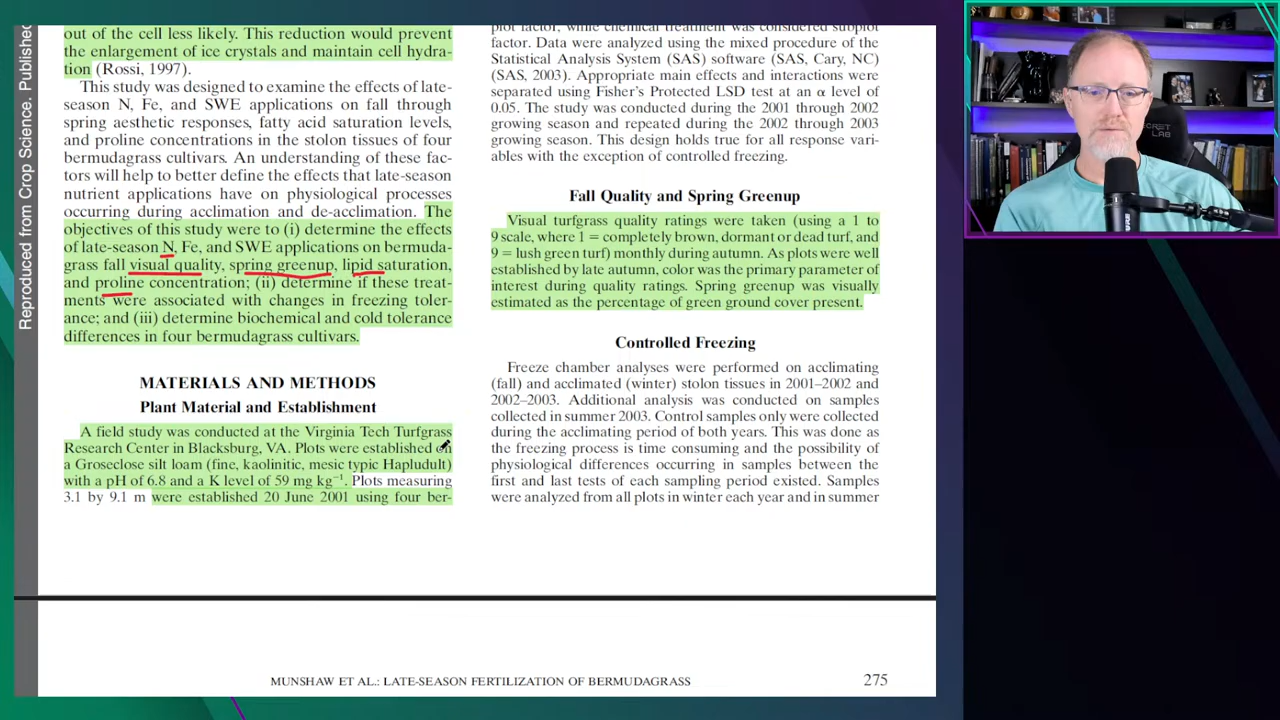 Reproduced from Crop Science. Published
out of the cell less likely. This reduction would prevent
the enlargement of ice crystals and maintain cell hydra-
tion (Rossi, 1997).
This study was designed to examine the effects of late-
season N, Fe, and SWE applications on fall through
spring aesthetic responses, fatty acid saturation levels,
and proline concentrations in the stolon tissues of four
bermudagrass cultivars. An understanding of these fac-
tors will help to better define the effects that late-season
nutrient applications have on physiological processes
occurring during acclimation and de-acclimation. The
objectives of this study were to (i) determine the effects
of late-season N, Fe, and SWE applications on bermuda-
grass fall visual quality, spring greenup, lipid saturation,
and proline concentration; (ii) determine if these treat-
ments were associated with changes in freezing toler-
ance; and (iii) determine biochemical and cold tolerance
differences in four bermudagrass cultivars.
MATERIALS AND METHODS
Plant Material and Establishment
A field study was conducted at the Virginia Tech Turfgrass
Research Center in Blacksburg, VA. Plots were established on
a Groseclose silt loam (fine, kaolinitic, mesic typic Hapludult)
with a pH of 6.8 and a K level of 59 mg kg⁻¹. Plots measuring
3.1 by 9.1 m were established 20 June 2001 using four ber-
plot factor, while chemical treatment was considered subplot
factor. Data were analyzed using the mixed procedure of the
Statistical Analysis System (SAS) software (SAS, Cary, NC)
(SAS, 2003). Appropriate main effects and interactions were
separated using Fisher's Protected LSD test at an α level of
0.05. The study was conducted during the 2001 through 2002
growing season and repeated during the 2002 through 2003
growing season. This design holds true for all response vari-
ables with the exception of controlled freezing.
Fall Quality and Spring Greenup
Visual turfgrass quality ratings were taken (using a 1 to
9 scale, where 1 = completely brown, dormant or dead turf, and
9 = lush green turf) monthly during autumn. As plots were well
established by late autumn, color was the primary parameter of
interest during quality ratings. Spring greenup was visually
estimated as the percentage of green ground cover present.
Controlled Freezing
Freeze chamber analyses were performed on acclimating
(fall) and acclimated (winter) stolon tissues in 2001–2002 and
2002–2003. Additional analysis was conducted on samples
collected in summer 2003. Control samples only were collected
during the acclimating period of both years. This was done as
the freezing process is time consuming and the possibility of
physiological differences occurring in samples between the
first and last tests of each sampling period existed. Samples
were analyzed from all plots in winter each year and in summer
MUNSHAW ET AL.: LATE-SEASON FERTILIZATION OF BERMUDAGRASS
275